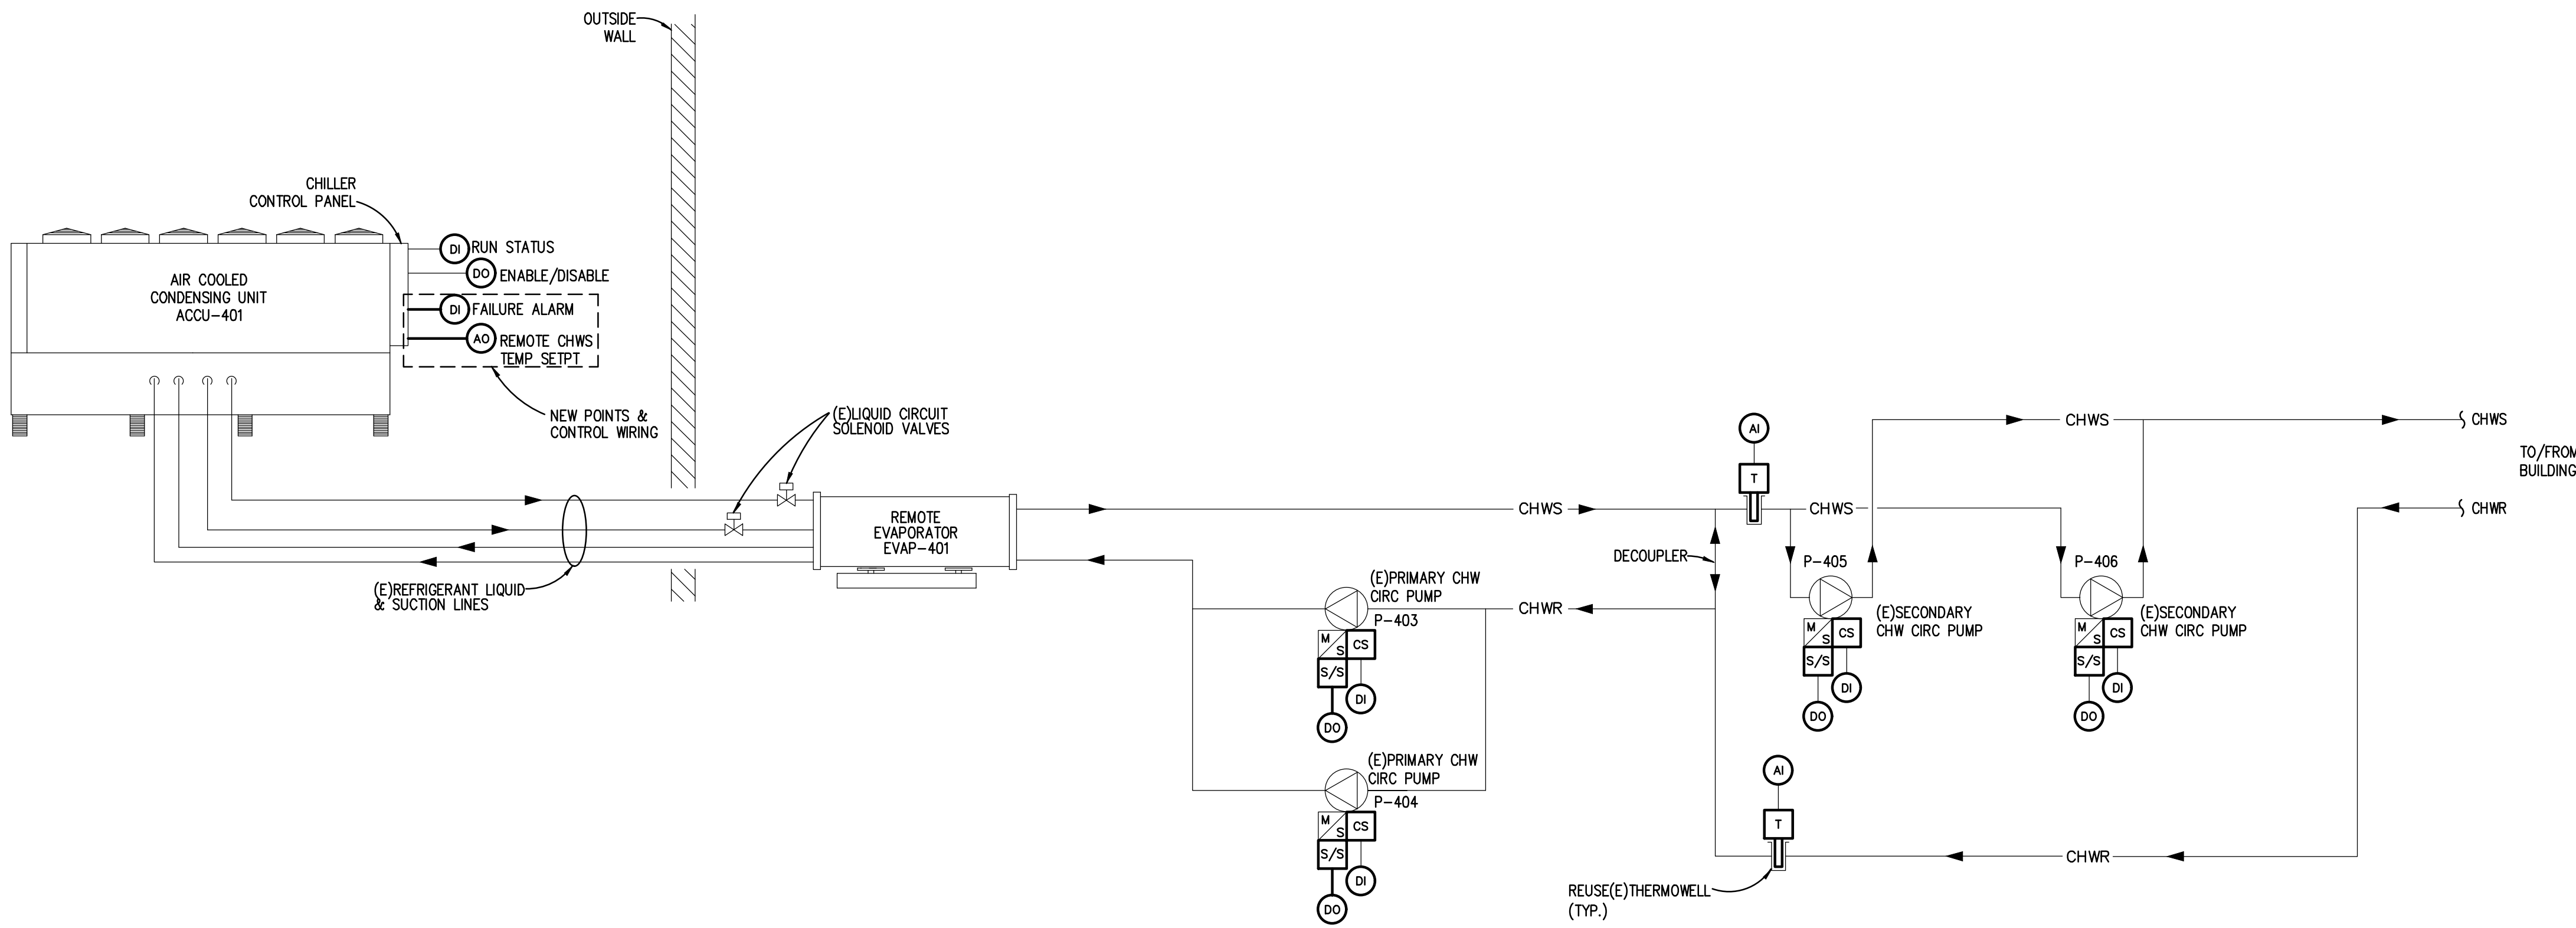 OUTSIDE
WALL
CHILLER
CONTROL PANEL
DI RUN STATUS
DO ENABLE/DISABLE
DI FAILURE ALARM
AO REMOTE CHWS
TEMP SETPT
AIR COOLED
CONDENSING UNIT
ACCU-401
NEW POINTS &
CONTROL WIRING
(E)LIQUID CIRCUIT
SOLENOID VALVES
(E)REFRIGERANT LIQUID
& SUCTION LINES
REMOTE
EVAPORATOR
EVAP-401
CHWS
DECOUPLER
CHWR
(E)PRIMARY CHW
CIRC PUMP
P-403
M
S
CS
S/S
DI
DO
(E)PRIMARY CHW
CIRC PUMP
P-404
M
S
CS
S/S
DI
DO
AI
T
CHWS
P-405
(E)SECONDARY
CHW CIRC PUMP
M
S
CS
S/S
DI
DO
CHWS
P-406
(E)SECONDARY
CHW CIRC PUMP
M
S
CS
S/S
DI
DO
CHWS
TO/FROM
BUILDING
CHWR
AI
T
CHWR
REUSE(E)THERMOWELL
(TYP.)